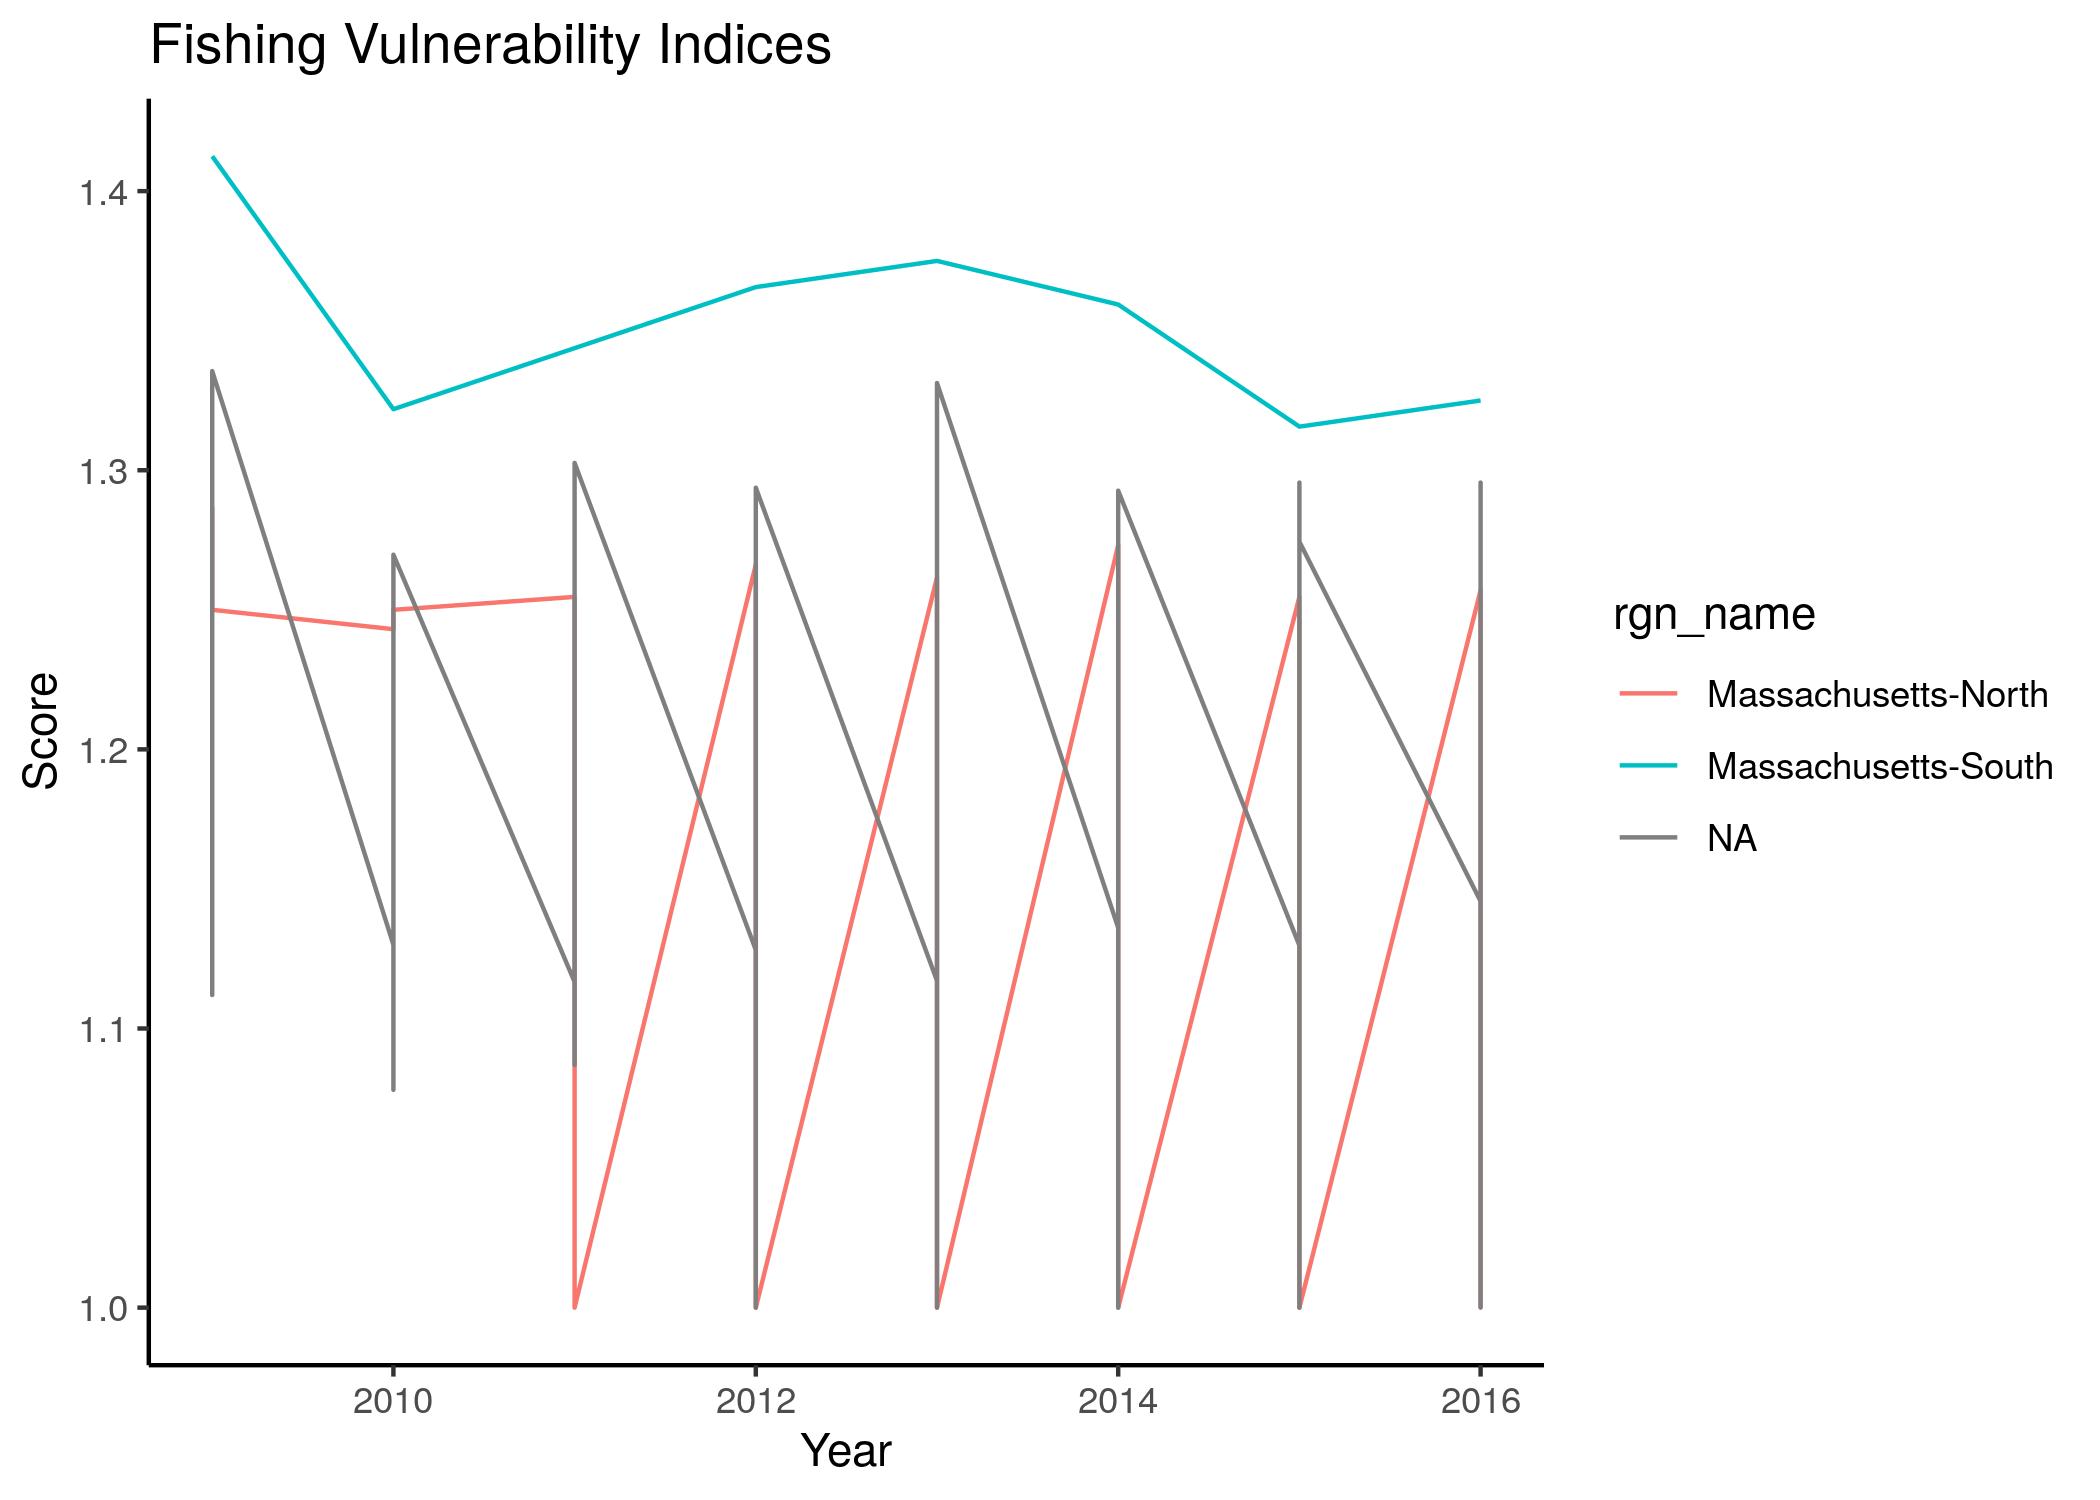 Fishing Vulnerability Indices
1.4
1.3
1.2
1.1
1.0
Score
2010
2012
2014
2016
Year
rgn_name
Massachusetts-North
Massachusetts-South
NA